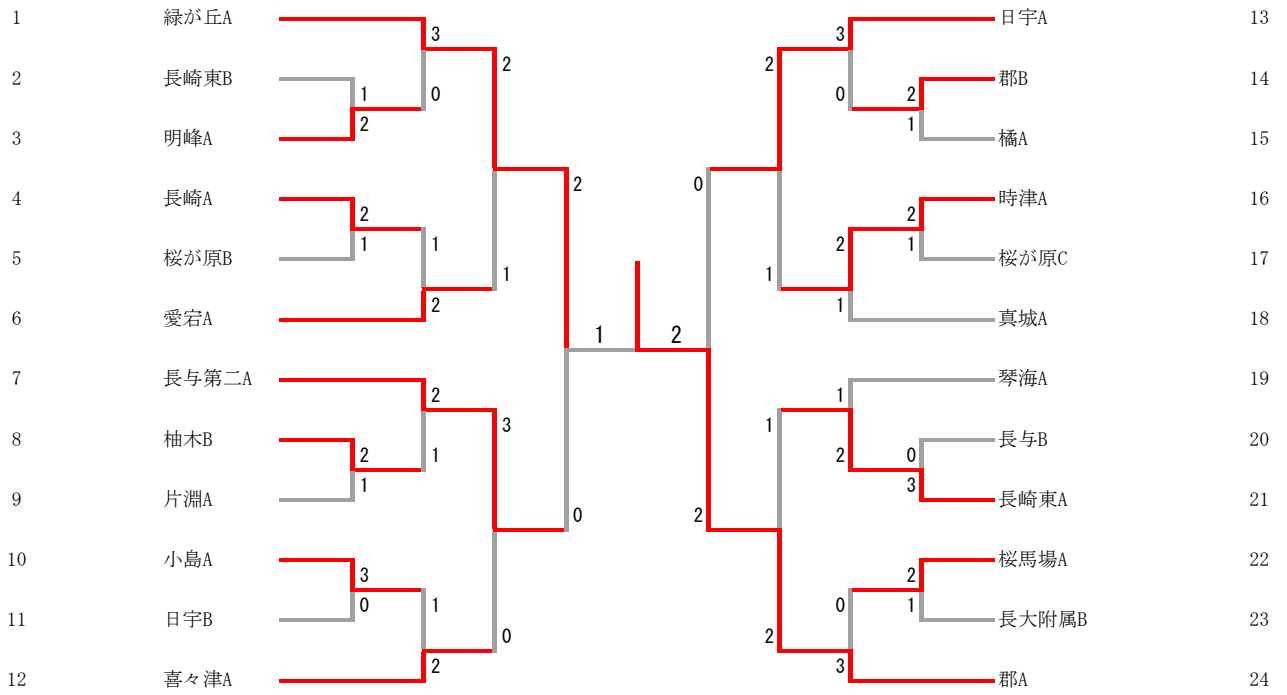 1 緑が丘A 日宇A 13
3 3
2 2
2 長崎東B 郡B 14
1 0 0 2
2 1
3 明峰A 橘A 15
2 0
4 長崎A 時津A 16
2 2
1 1 2 1
5 桜が原B 桜が原C 17
1 1
2 1
6 愛宕A 真城A 18
1 2
7 長与第二A 琴海A 19
2 1
3 1
8 柚木B 長与B 20
2 1 2 0
1 3
9 片淵A 長崎東A 21
0 2
10 小島A 桜馬場A 22
3 2
0 1 0 1
11 日宇B 長大附属B 23
0 2
2 3
12 喜々津A 郡A 24